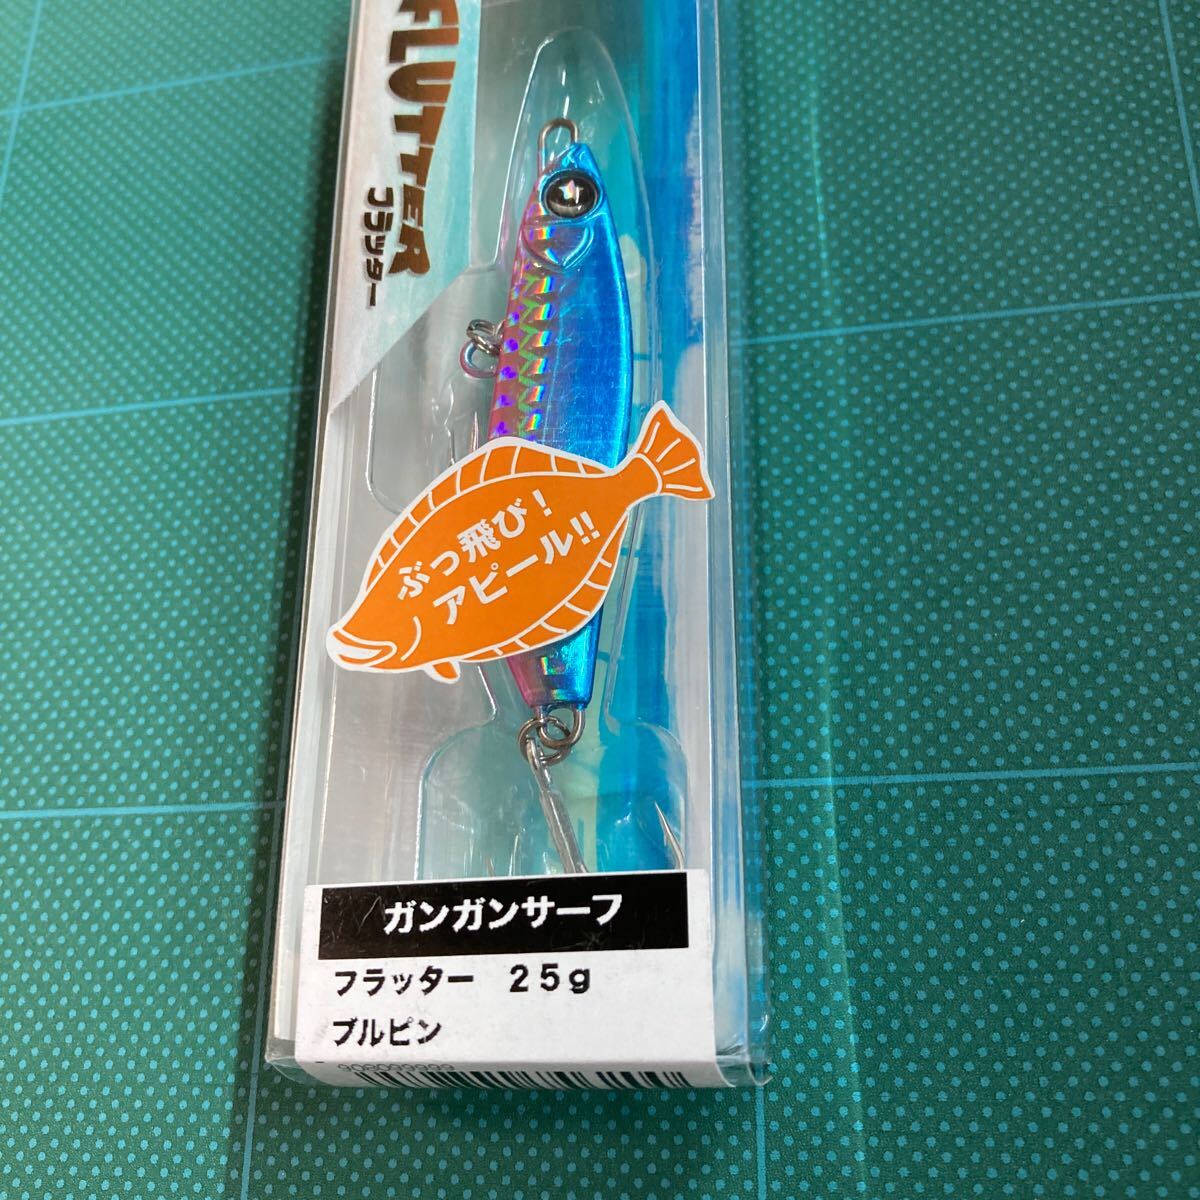 FLUTTER
フラッター
ぶっ飛び!
アピール!!
ガンガンサーフ
フラッター 25g
ブルピン